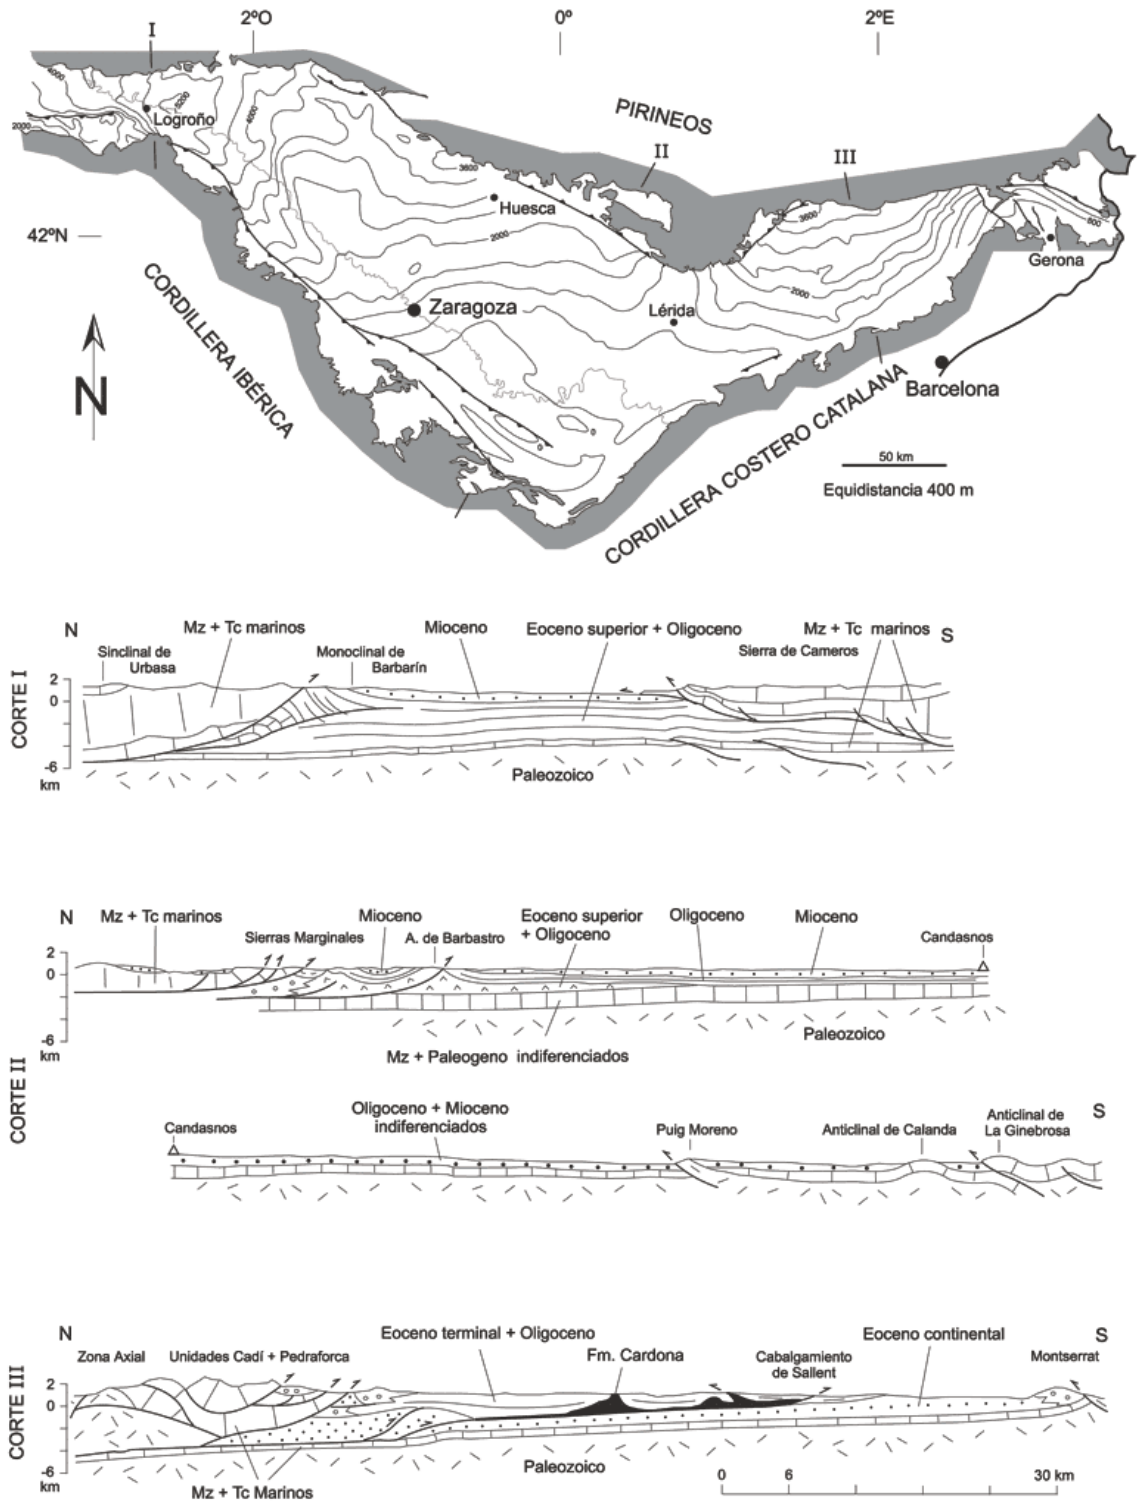 2ºO
0º
2ºE
I
4000
5200
Logroño
2000
4000
PIRINEOS
II
III
3600
Huesca
2000
3600
2000
800
Gerona
42ºN
Zaragoza
Lérida
CORDILLERA IBÉRICA
N
Barcelona
CORDILLERA COSTERO CATALANA
50 km
Equidistancia 400 m
CORTE I
N
Mz + Tc marinos
Mioceno
Eoceno superior + Oligoceno
Mz + Tc marinos
S
Sinclinal de
Urbasa
Monoclinal de
Barbarín
Sierra de Cameros
2
0
-6
km
Paleozoico
CORTE II
N
Mz + Tc marinos
Mioceno
Eoceno superior
+ Oligoceno
Oligoceno
Mioceno
Sierras Marginales
A. de Barbastro
Candasnos
2
0
-6
km
Paleozoico
Mz + Paleogeno indiferenciados
Oligoceno + Mioceno
indiferenciados
S
Candasnos
Puig Moreno
Anticlinal de Calanda
Anticlinal de
La Ginebrosa
CORTE III
N
Eoceno terminal + Oligoceno
Eoceno continental
S
Zona Axial
Unidades Cadí + Pedraforca
Fm. Cardona
Cabalgamiento
de Sallent
Montserrat
2
0
-6
km
Paleozoico
Mz + Tc Marinos
0
6
30 km